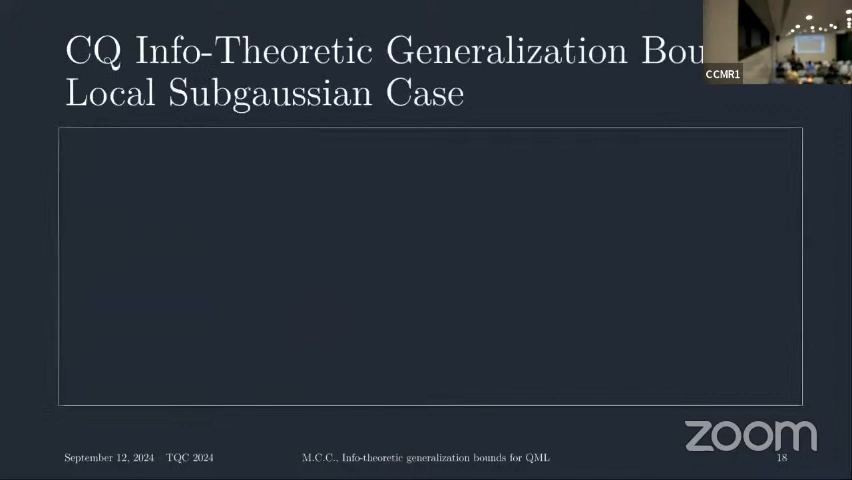 CQ Info-Theoretic Generalization Bou
Local Subgaussian Case
CCMR1
zoom
September 12, 2024 TQC 2024
M.C.C., Info-theoretic generalization bounds for QML
18